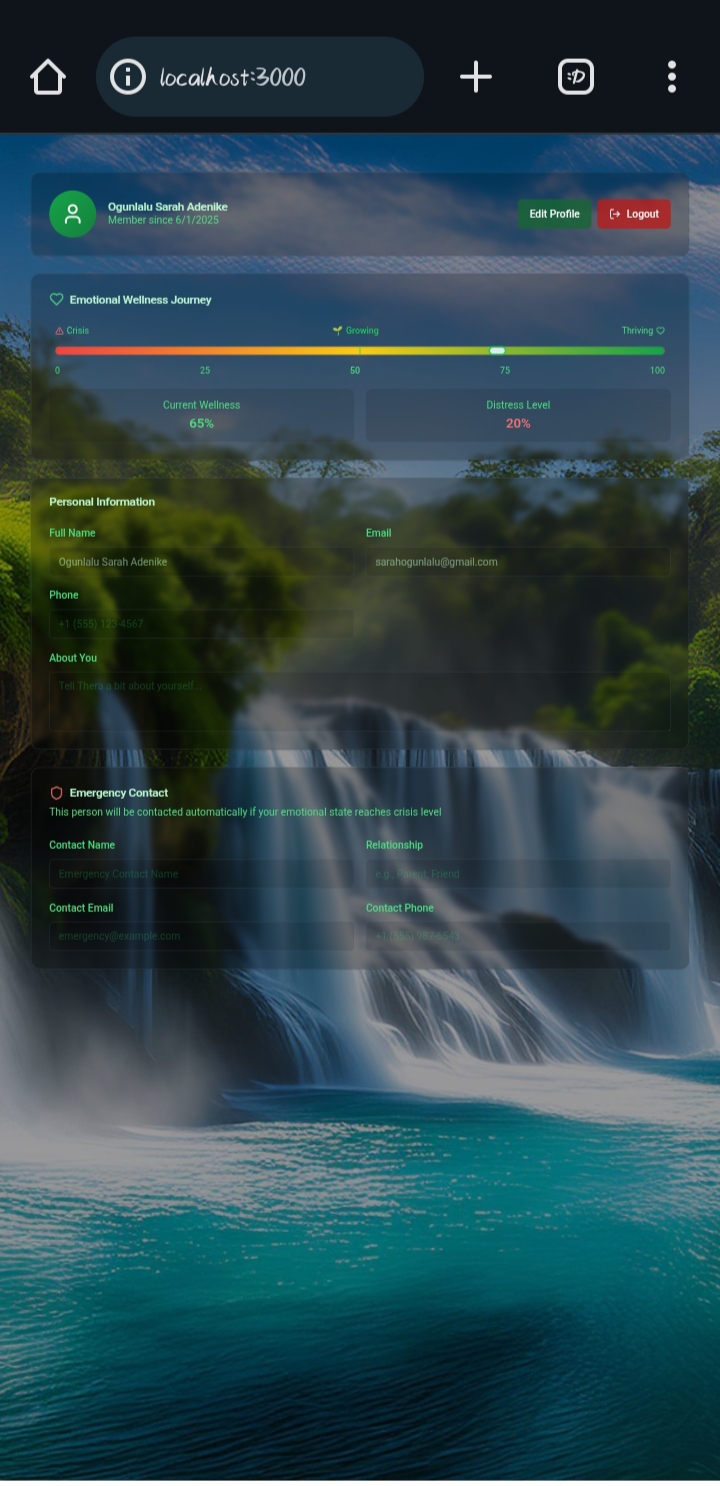 localhost:3000
:D
Ogunlalu Sarah Adenike
Member since 6/1/2025
Edit Profile
Logout
Emotional Wellness Journey
Crisis
Growing
Thriving
0
25
50
75
100
Current Wellness
65%
Distress Level
20%
Personal Information
Full Name
Email
Ogunlalu Sarah Adenike
sarahogunlalu@gmail.com
Phone
+1 (555) 123-4567
About You
Tell Thera a bit about yourself...
Emergency Contact
This person will be contacted automatically if your emotional state reaches crisis level
Contact Name
Relationship
Emergency Contact Name
e.g., Parent, Friend
Contact Email
Contact Phone
emergency@example.com